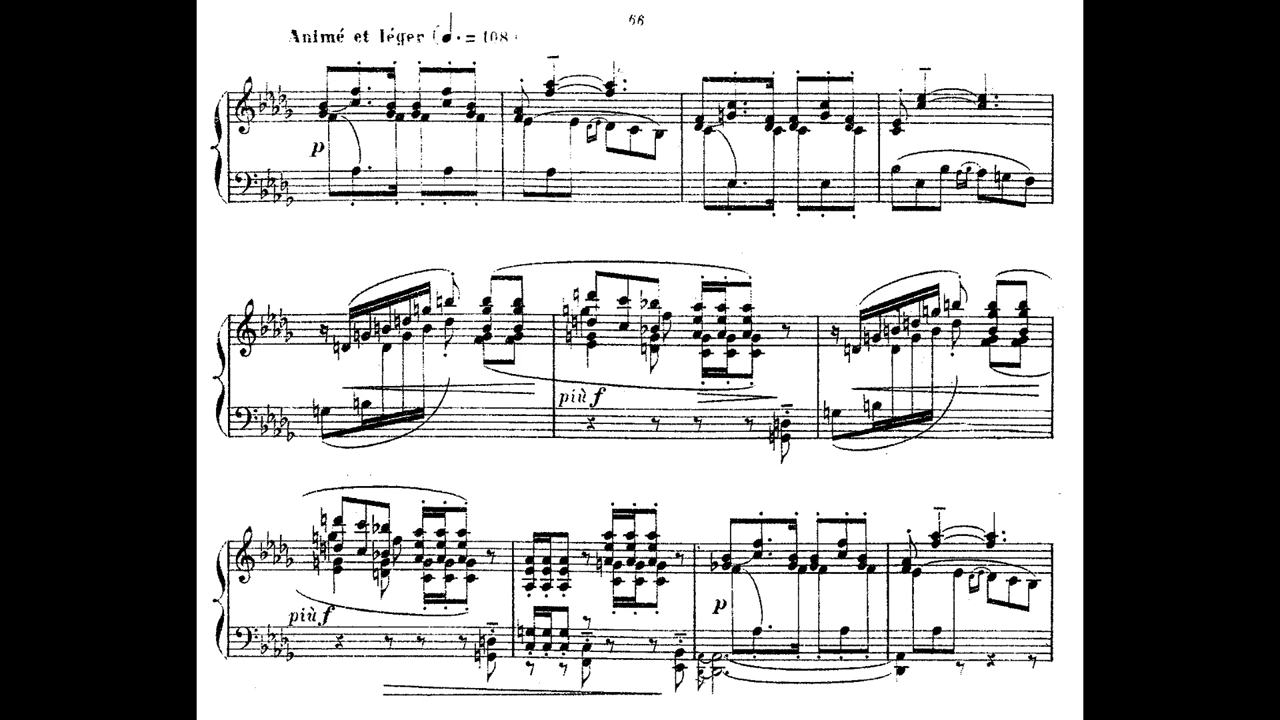 66
Animé et léger (♩. = 108)
p
più f
più f
p